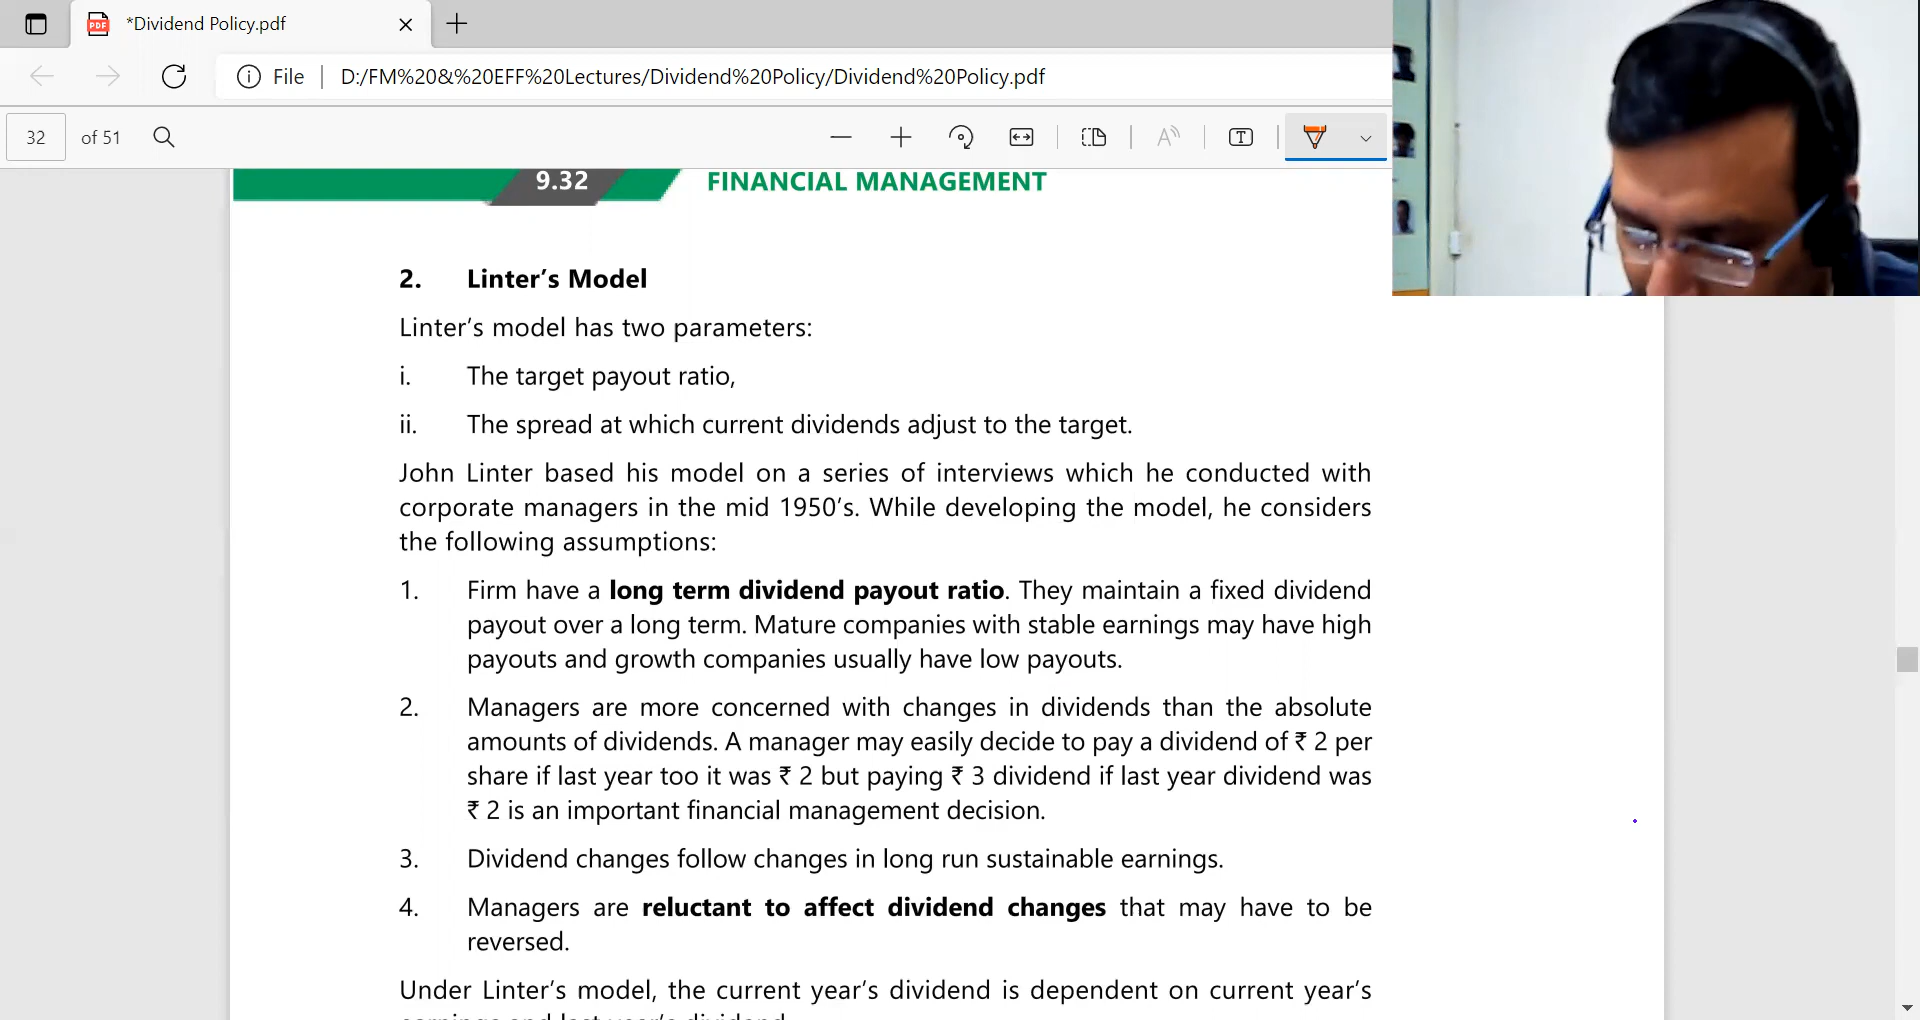 *Dividend Policy.pdf
File D:/FM%20&%20EFF%20Lectures/Dividend%20Policy/Dividend%20Policy.pdf
32 of 51
9.32 FINANCIAL MANAGEMENT
2. Linter’s Model
Linter’s model has two parameters:
i. The target payout ratio,
ii. The spread at which current dividends adjust to the target.
John Linter based his model on a series of interviews which he conducted with
corporate managers in the mid 1950’s. While developing the model, he considers
the following assumptions:
1. Firm have a long term dividend payout ratio. They maintain a fixed dividend
payout over a long term. Mature companies with stable earnings may have high
payouts and growth companies usually have low payouts.
2. Managers are more concerned with changes in dividends than the absolute
amounts of dividends. A manager may easily decide to pay a dividend of ₹ 2 per
share if last year too it was ₹ 2 but paying ₹ 3 dividend if last year dividend was
₹ 2 is an important financial management decision.
3. Dividend changes follow changes in long run sustainable earnings.
4. Managers are reluctant to affect dividend changes that may have to be
reversed.
Under Linter’s model, the current year’s dividend is dependent on current year’s